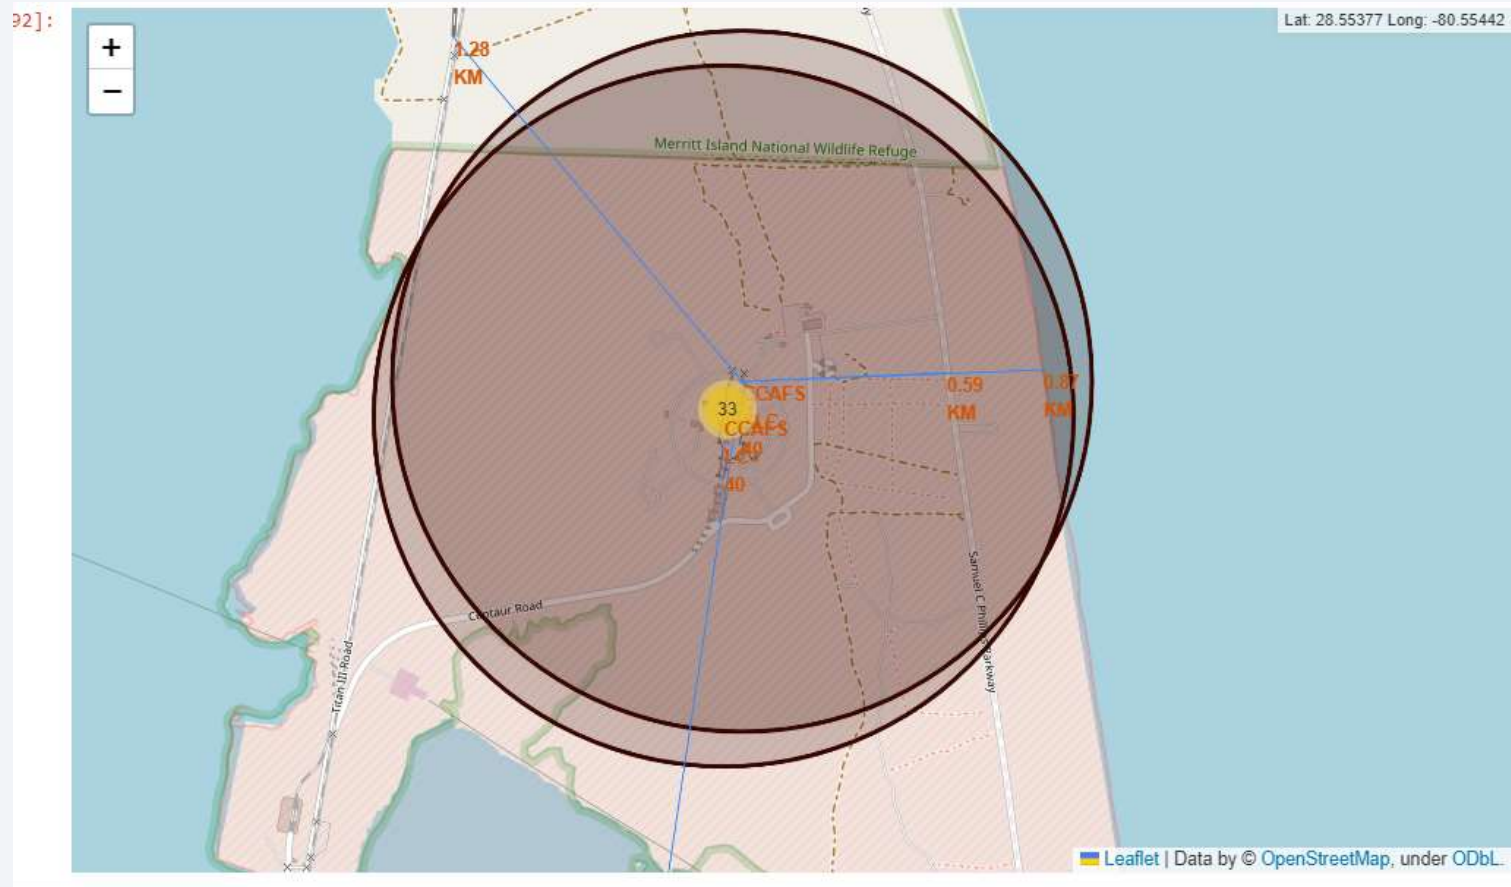 92]:
+
−
Lat: 28.55377 Long: -80.55442
1.28
KM
Merritt Island National Wildlife Refuge
0.59
KM
0.87
KM
33
CCAFS
CCAFS
40
40
Centaur Road
Titan III Road
Samuel C Phillips Parkway
Leaflet | Data by © OpenStreetMap, under ODbL.